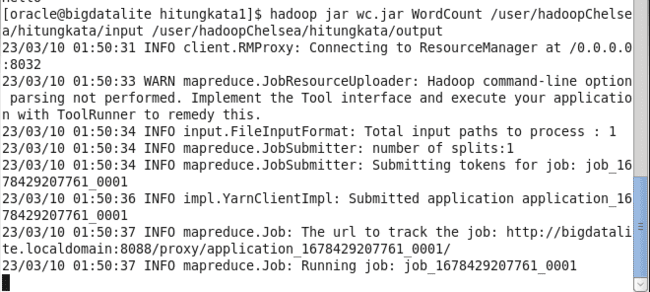 [oracle@bigdatalite hitungkata1]$ hadoop jar wc.jar WordCount /user/hadoopChelse
a/hitungkata/input /user/hadoopChelsea/hitungkata/output
23/03/10 01:50:31 INFO client.RMProxy: Connecting to ResourceManager at /0.0.0.0
:8032
23/03/10 01:50:33 WARN mapreduce.JobResourceUploader: Hadoop command-line option
 parsing not performed. Implement the Tool interface and execute your applicatio
n with ToolRunner to remedy this.
23/03/10 01:50:34 INFO input.FileInputFormat: Total input paths to process : 1
23/03/10 01:50:34 INFO mapreduce.JobSubmitter: number of splits:1
23/03/10 01:50:34 INFO mapreduce.JobSubmitter: Submitting tokens for job: job_16
78429207761_0001
23/03/10 01:50:36 INFO impl.YarnClientImpl: Submitted application application_16
78429207761_0001
23/03/10 01:50:37 INFO mapreduce.Job: The url to track the job: http://bigdatali
te.localdomain:8088/proxy/application_1678429207761_0001/
23/03/10 01:50:37 INFO mapreduce.Job: Running job: job_1678429207761_0001